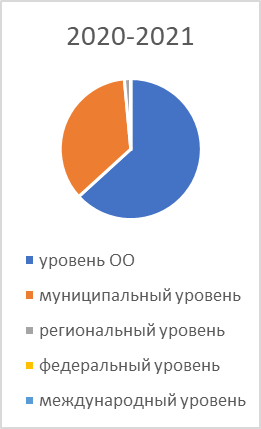 2020-2021
уровень ОО
муниципальный уровень
региональный уровень
федеральный уровень
международный уровень